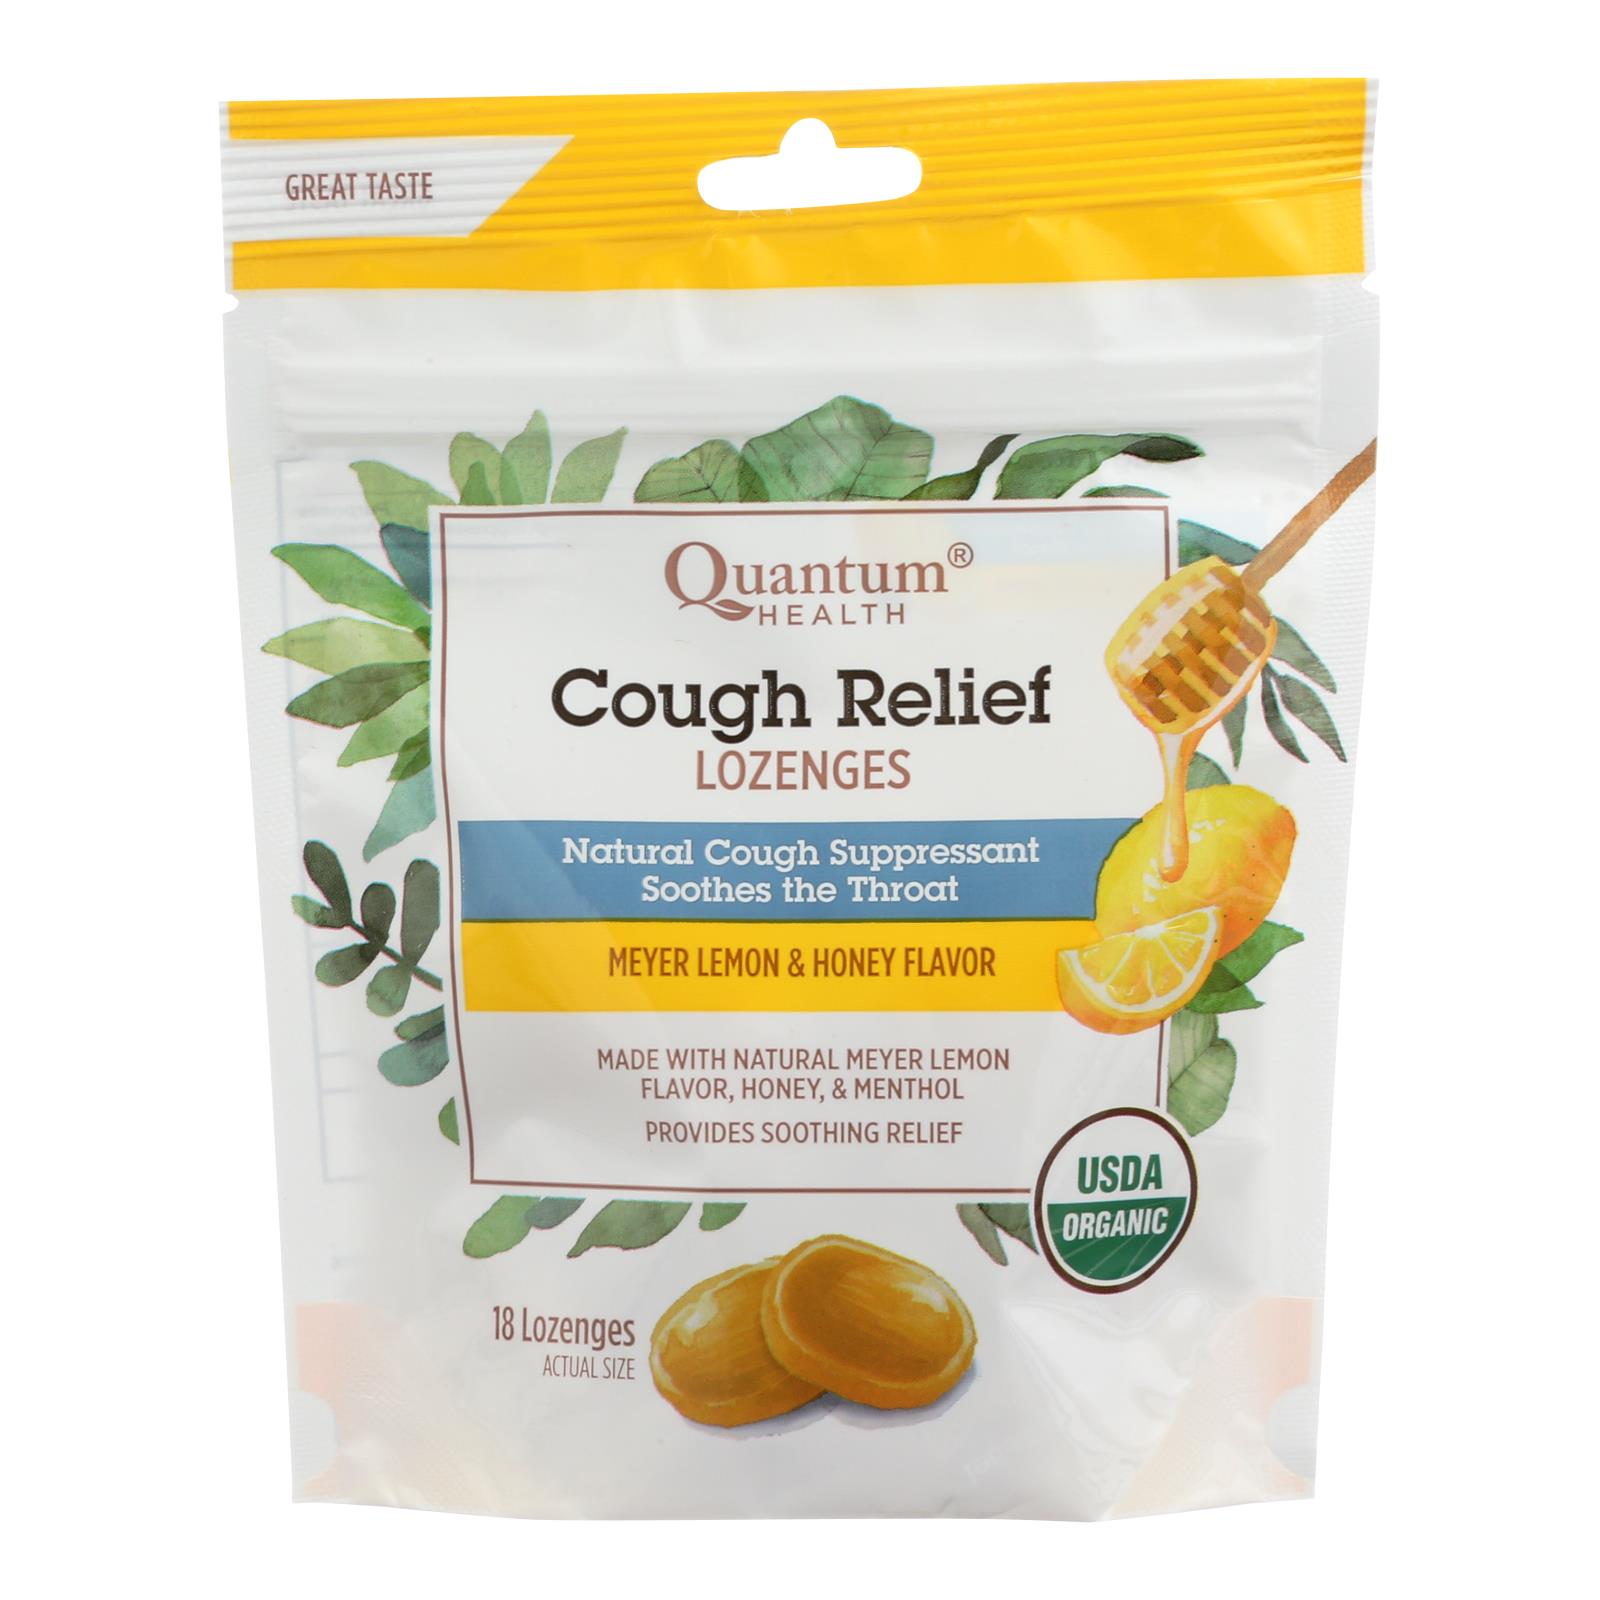 GREAT TASTE
Quantum®
HEALTH
Cough Relief
LOZENGES
Natural Cough Suppressant
Soothes the Throat
MEYER LEMON & HONEY FLAVOR
MADE WITH NATURAL MEYER LEMON
FLAVOR, HONEY, & MENTHOL
PROVIDES SOOTHING RELIEF
USDA
ORGANIC
18 Lozenges
ACTUAL SIZE